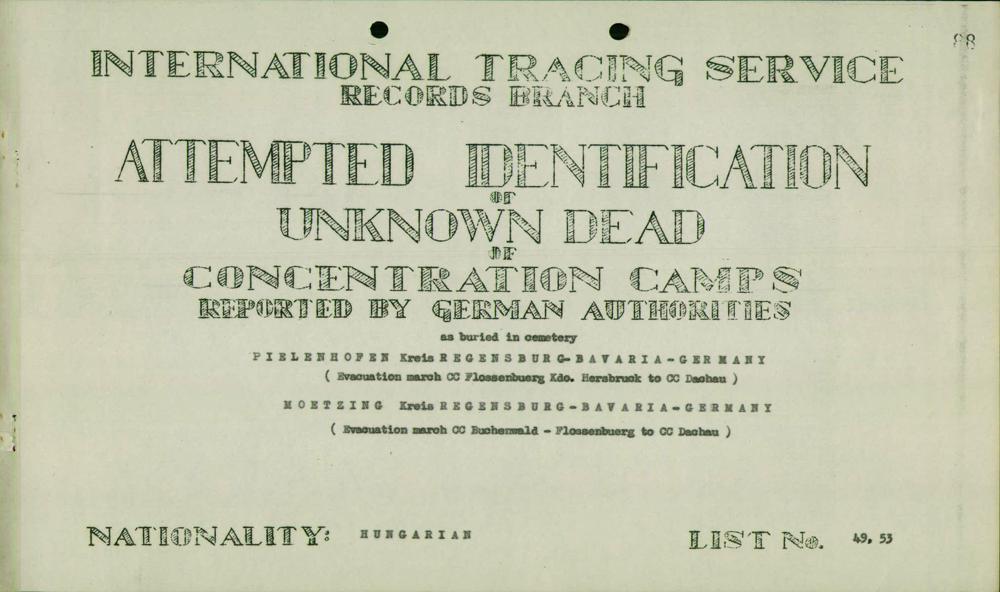 88
INTERNATIONAL TRACING SERVICE
RECORDS BRANCH
ATTEMPTED IDENTIFICATION
OF
UNKNOWN DEAD
OF
CONCENTRATION CAMPS
REPORTED BY GERMAN AUTHORITIES
as buried in cemetery
PIELENHOFEN Kreis REGENSBURG-BAVARIA-GERMANY
( Evacuation march CC Flossenbuerg Kdo. Hersbruck to CC Dachau )
MOETZING Kreis REGENSBURG-BAVARIA-GERMANY
( Evacuation march CC Buchenwald - Flossenbuerg to CC Dachau )
NATIONALITY: HUNGARIAN LIST No. 49, 53